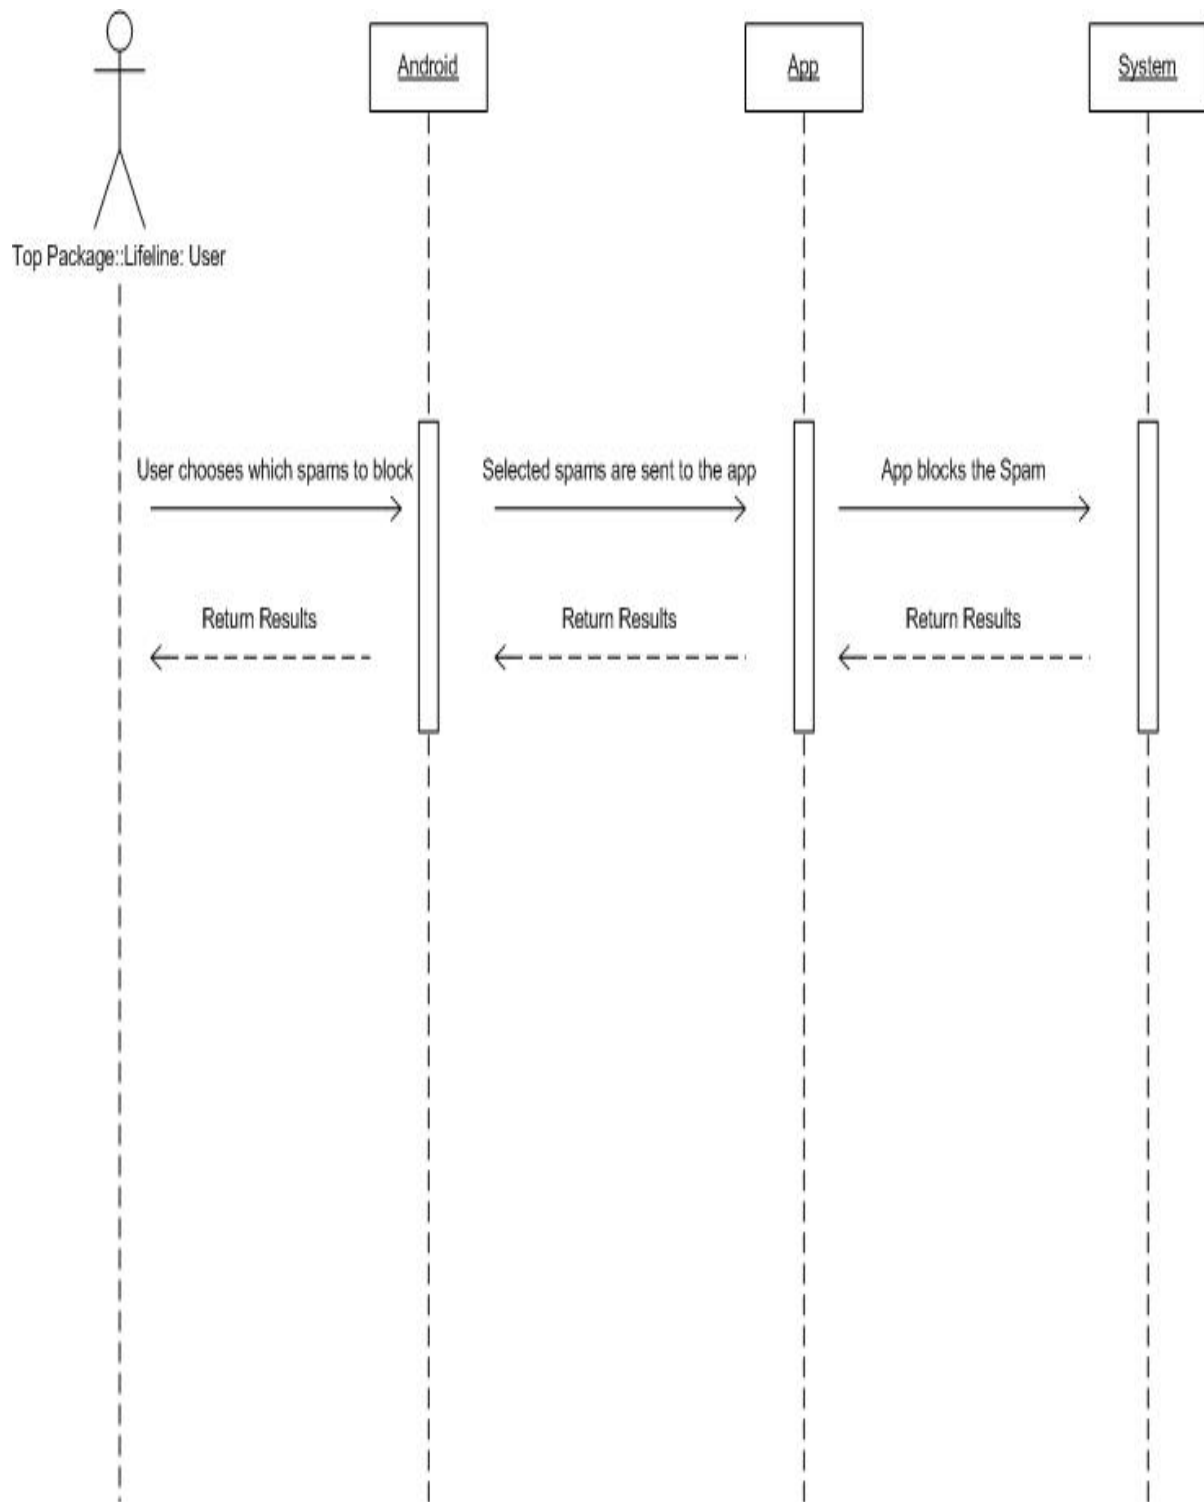 Android
App
System
Top Package::Lifeline: User
User chooses which spams to block
Selected spams are sent to the app
App blocks the Spam
Return Results
Return Results
Return Results